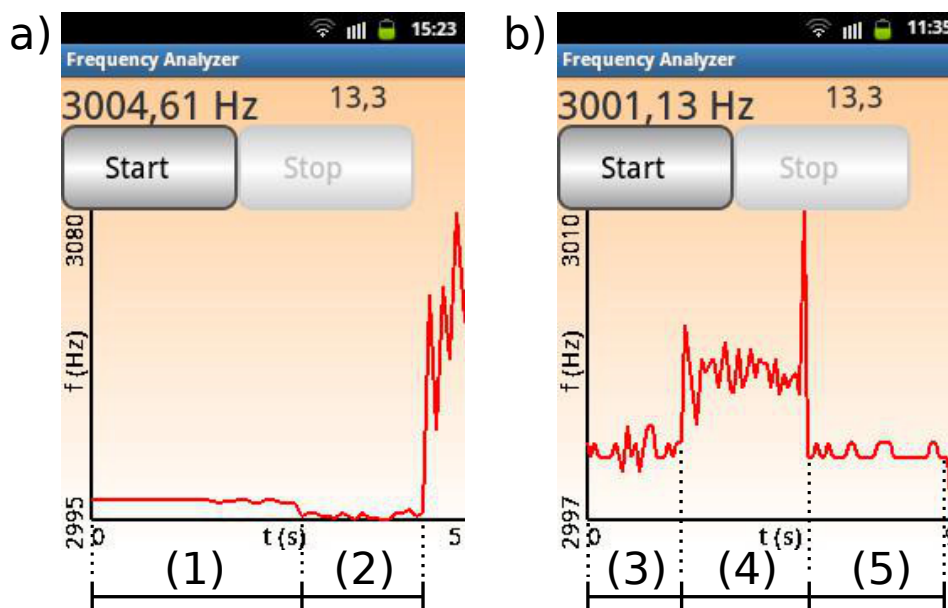 a)
15:23
Frequency Analyzer
3004,61 Hz 13,3
Start Stop
3080
f (Hz)
2995
0 t (s) 5
(1) (2)
b)
11:35
Frequency Analyzer
3001,13 Hz 13,3
Start Stop
3010
f (Hz)
2997
0 t (s)
(3) (4) (5)